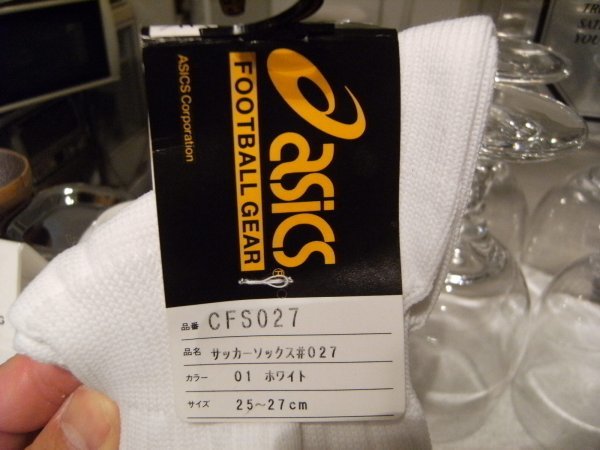 asics
FOOTBALL GEAR
ASICS Corporation
品番 CFS027
品名 サッカーソックス#027
カラー 01 ホワイト
サイズ 25~27cm